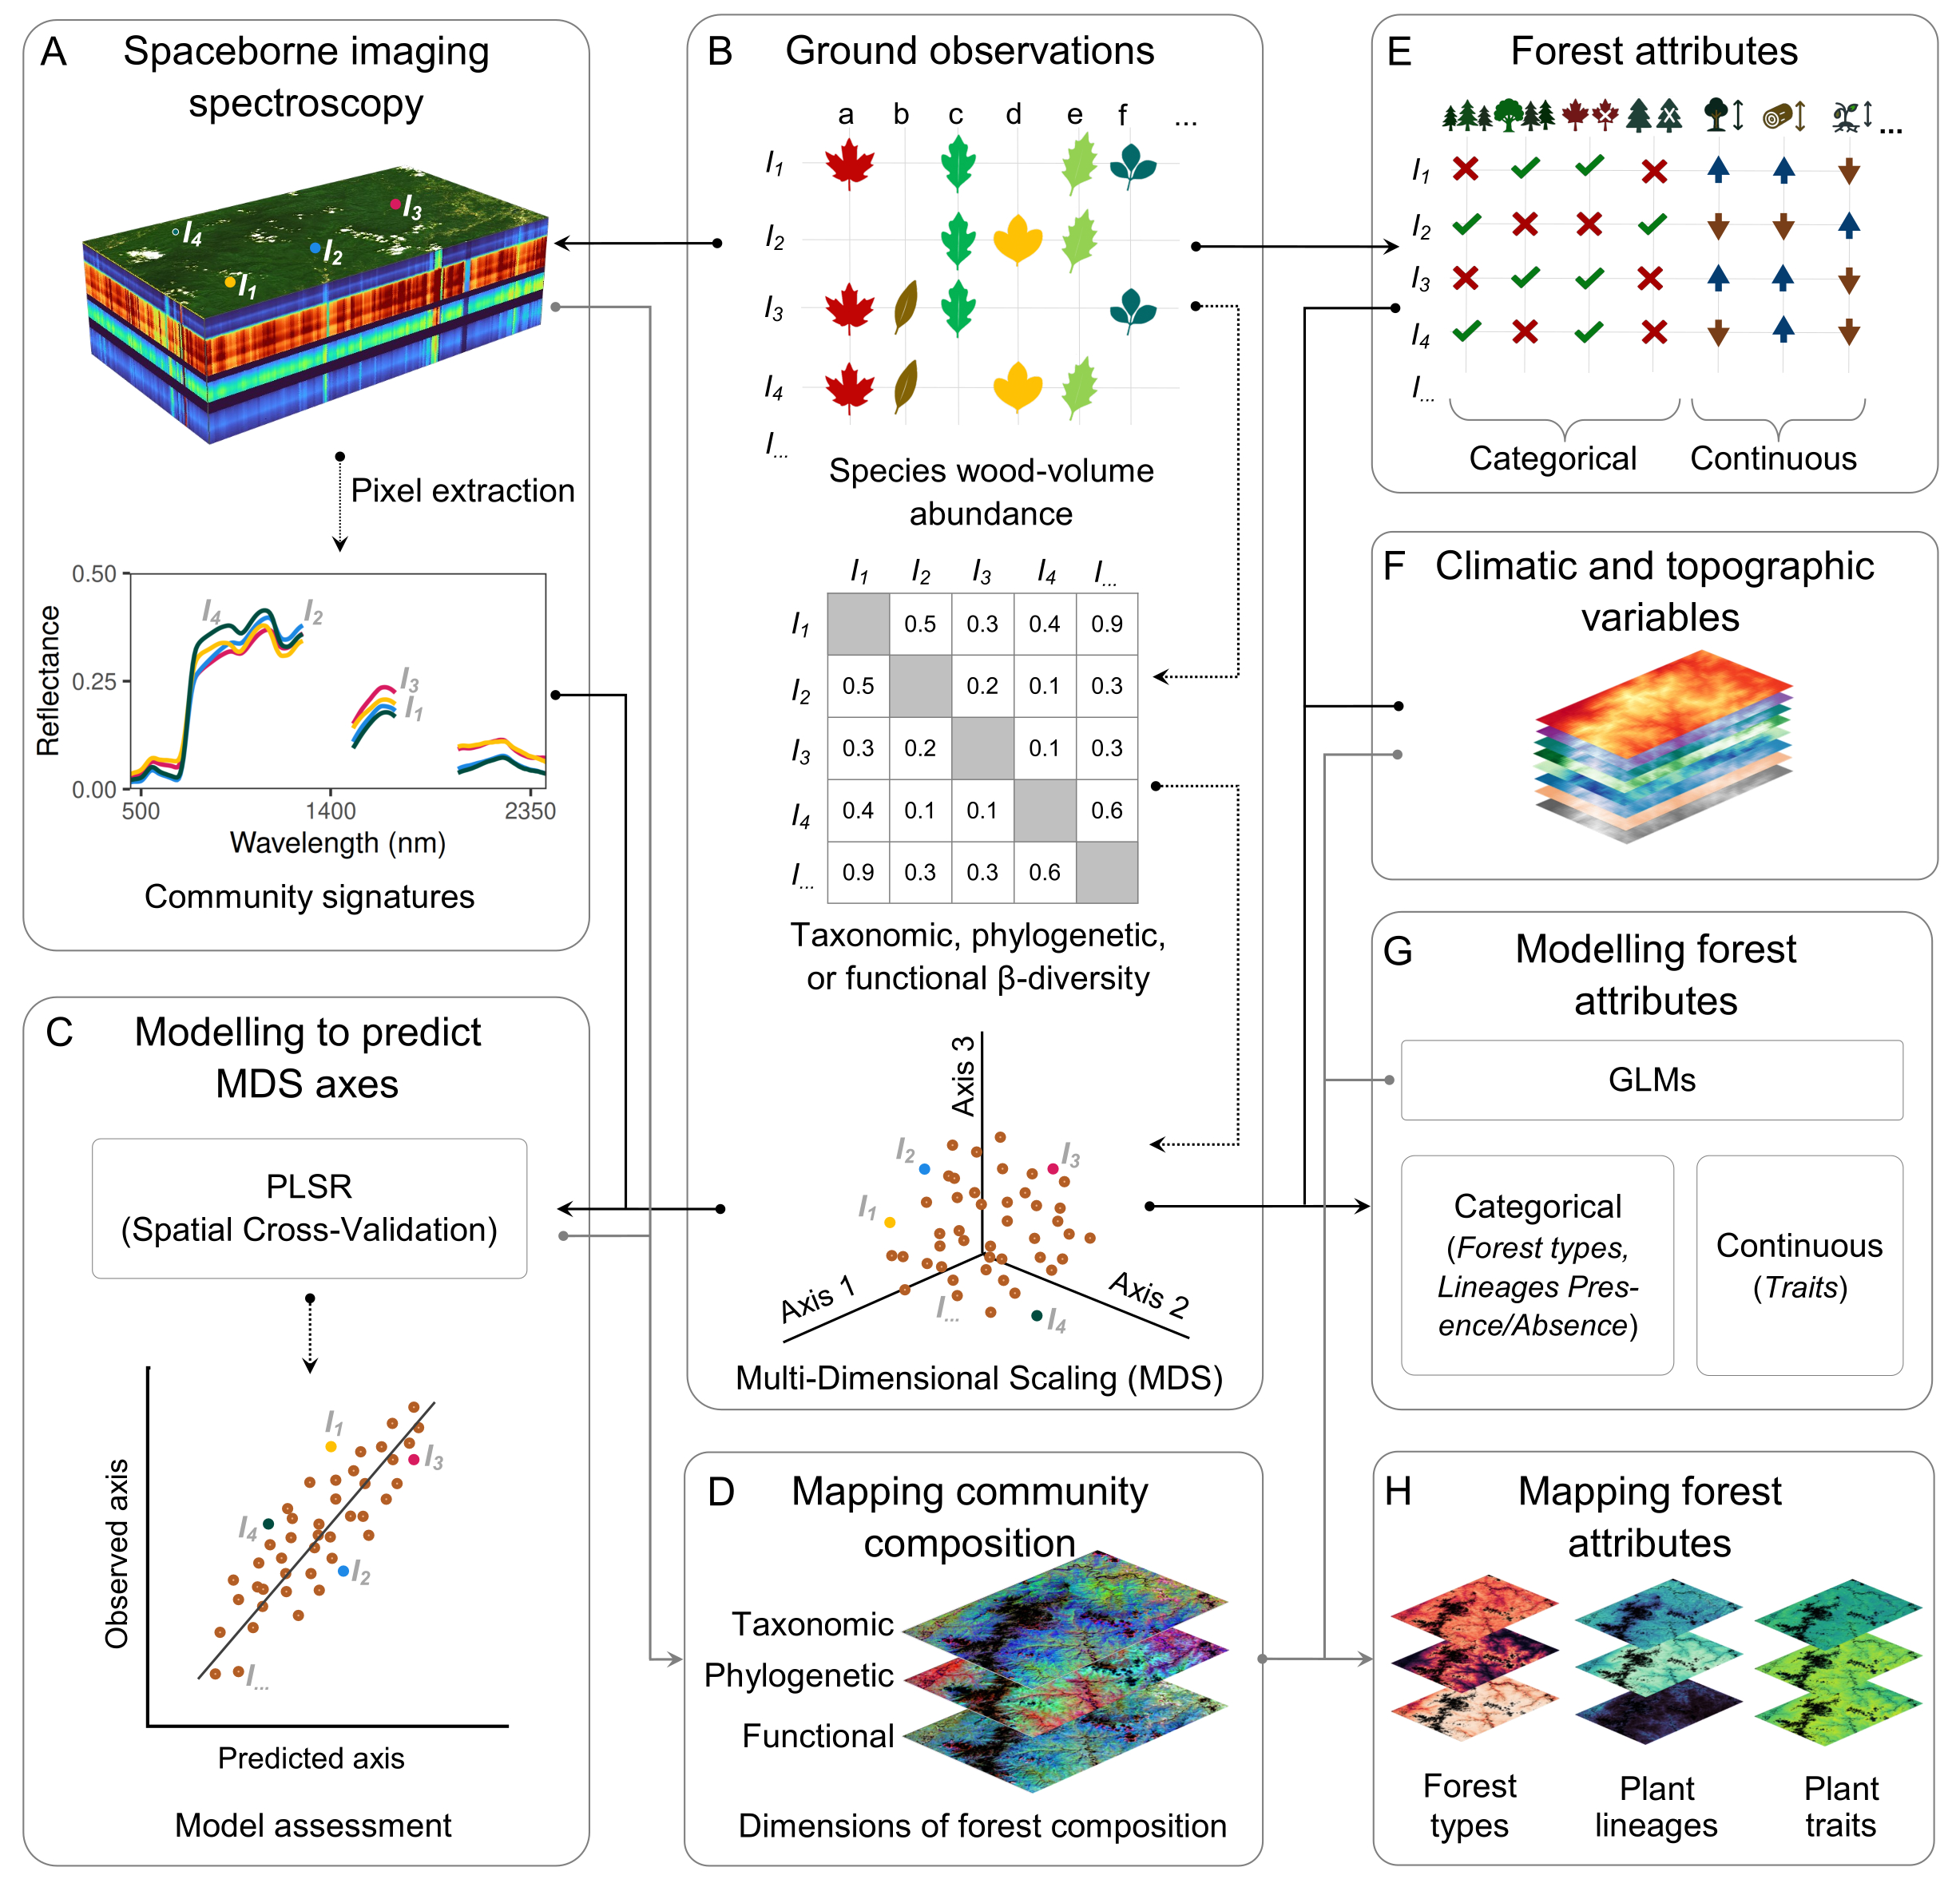 A Spaceborne imaging
spectroscopy
I3
I4
I2
I1
Pixel extraction
0.50
0.25
0.00
Reflectance
I4 I2
I3
I1
500 1400 2350
Wavelength (nm)
Community signatures
B Ground observations
a b c d e f ...
I1
I2
I3
I4
I...
Species wood-volume
abundance
I1 I2 I3 I4 I...
I1 0.5 0.3 0.4 0.9
I2 0.5 0.2 0.1 0.3
I3 0.3 0.2 0.1 0.3
I4 0.4 0.1 0.1 0.6
I... 0.9 0.3 0.3 0.6
Taxonomic, phylogenetic,
or functional β-diversity
Axis 3
I2 I3
I1
Axis 1 Axis 2
I... I4
Multi-Dimensional Scaling (MDS)
C Modelling to predict
MDS axes
PLSR
(Spatial Cross-Validation)
Observed axis
I1
I3
I4
I2
I...
Predicted axis
Model assessment
D Mapping community
composition
Taxonomic
Phylogenetic
Functional
Dimensions of forest composition
E Forest attributes
...
I1
I2
I3
I4
I...
Categorical Continuous
F Climatic and topographic
variables
G Modelling forest
attributes
GLMs
Categorical
(Forest types,
Lineages Pres-
ence/Absence)
Continuous
(Traits)
H Mapping forest
attributes
Forest
types
Plant
lineages
Plant
traits